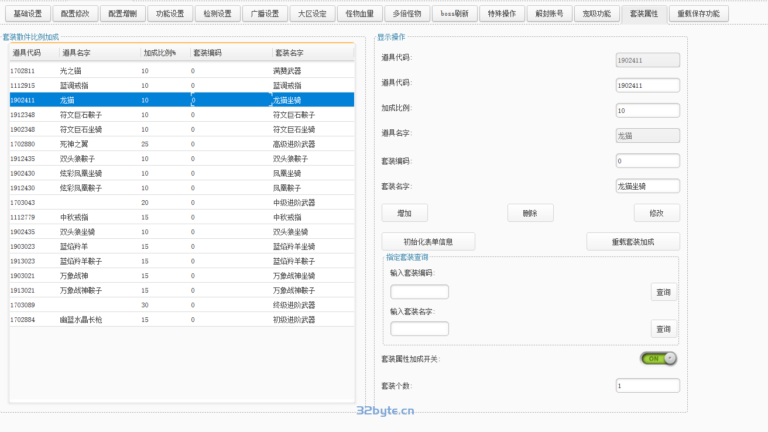 基础设置 配置修改 配置增删 功能设置 检测设置 广播设置 大区设定 怪物血量 多倍怪物 boss刷新 特殊操作 解封账号 宠吸功能 套装属性 重载保存功能
套装散件比例加成
道具代码 道具名字 加成比例% 套装编码 套装名字
1702811 光之猫 10 0 满赞武器
1112915 蓝调戒指 10 0 蓝调戒指
1902411 龙猫 10 0 龙猫坐骑
1912348 符文巨石鞍子 10 0 符文巨石鞍子
1902348 符文巨石坐骑 10 0 符文巨石坐骑
1702880 死神之翼 25 0 高级进阶武器
1912435 双头狼鞍子 10 0 双头狼鞍子
1902430 炫彩凤凰坐骑 10 0 凤凰坐骑
1912430 炫彩凤凰鞍子 10 0 凤凰鞍子
1703043 20 0 中级进阶武器
1112779 中秋戒指 15 0 中秋戒指
1902435 双头狼坐骑 10 0 双头狼坐骑
1903023 蓝焰羚羊 15 0 蓝焰羚羊坐骑
1913023 蓝焰羚羊鞍子 15 0 蓝焰羚羊鞍子
1903021 万象战神 15 0 万象战神坐骑
1913021 万象战神鞍子 15 0 万象战神鞍子
1703089 30 0 终级进阶武器
1702884 幽蓝水晶长枪 15 0 初级进阶武器
显示操作
道具代码: 1902411
道具代码: 1902411
加成比例: 10
道具名字: 龙猫
套装编码: 0
套装名字: 龙猫坐骑
增加 删除 修改
初始化表单信息 重载套装加成
指定套装查询
输入套装编码:
查询
输入套装名字:
查询
套装属性加成开关: ON
套装个数: 1
32byte.cn